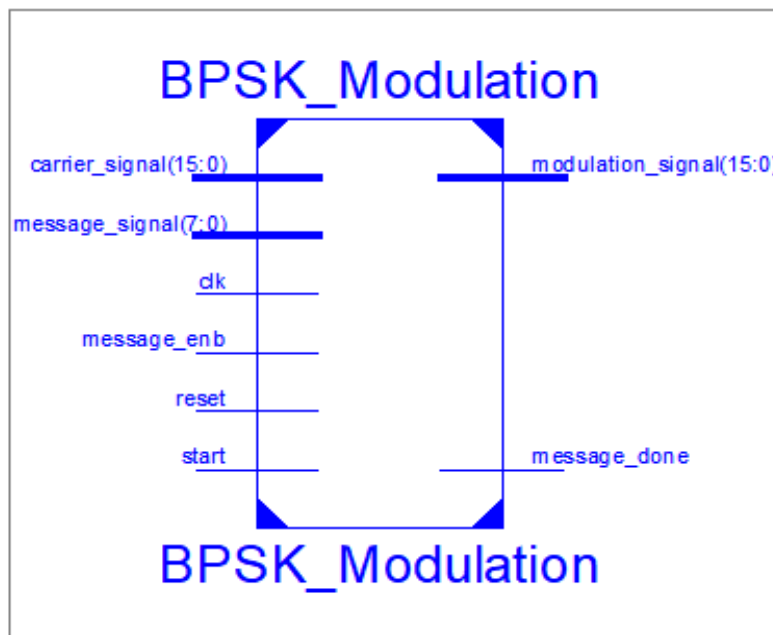 BPSK_Modulation
carrier_signal(15:0)
modulation_signal(15:0)
message_signal(7:0)
clk
message_enb
reset
start
message_done
BPSK_Modulation